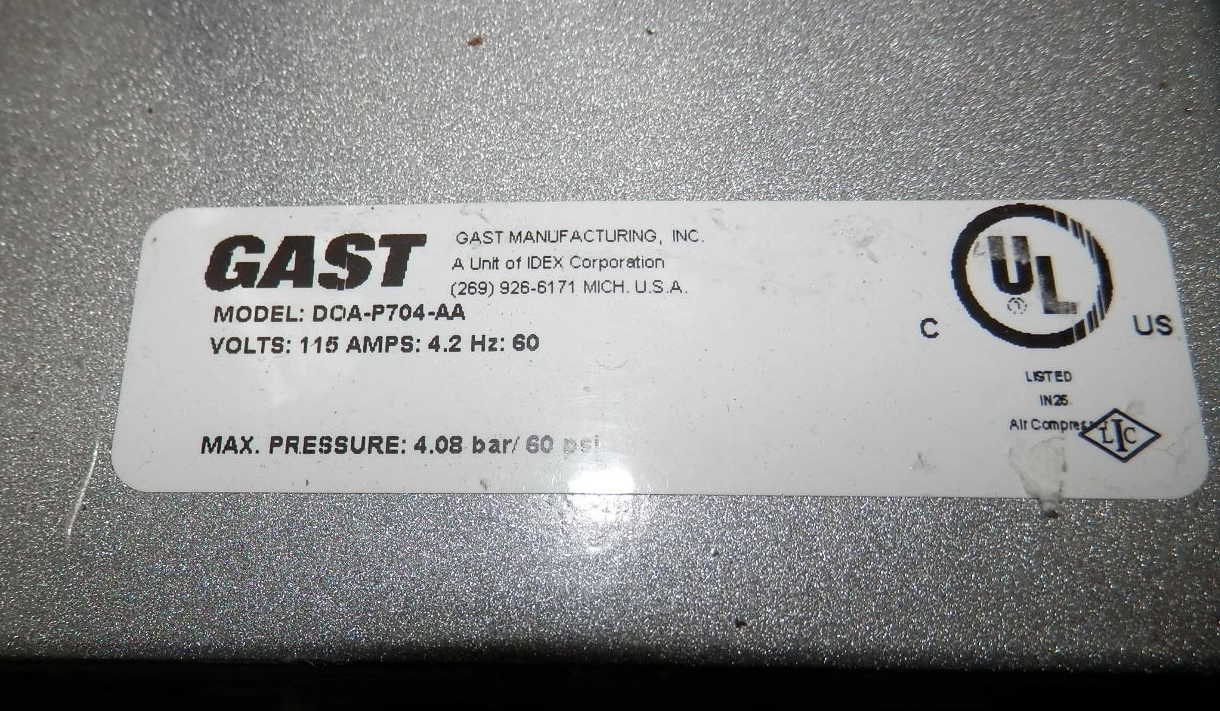 GAST
GAST MANUFACTURING, INC.
A Unit of IDEX Corporation
(269) 926-6171 MICH. U.S.A.
MODEL: DOA-P704-AA
VOLTS: 115 AMPS: 4.2 Hz: 60
MAX. PRESSURE: 4.08 bar/ 60 psi
UL
C US
LISTED
IN25
Air
LIC